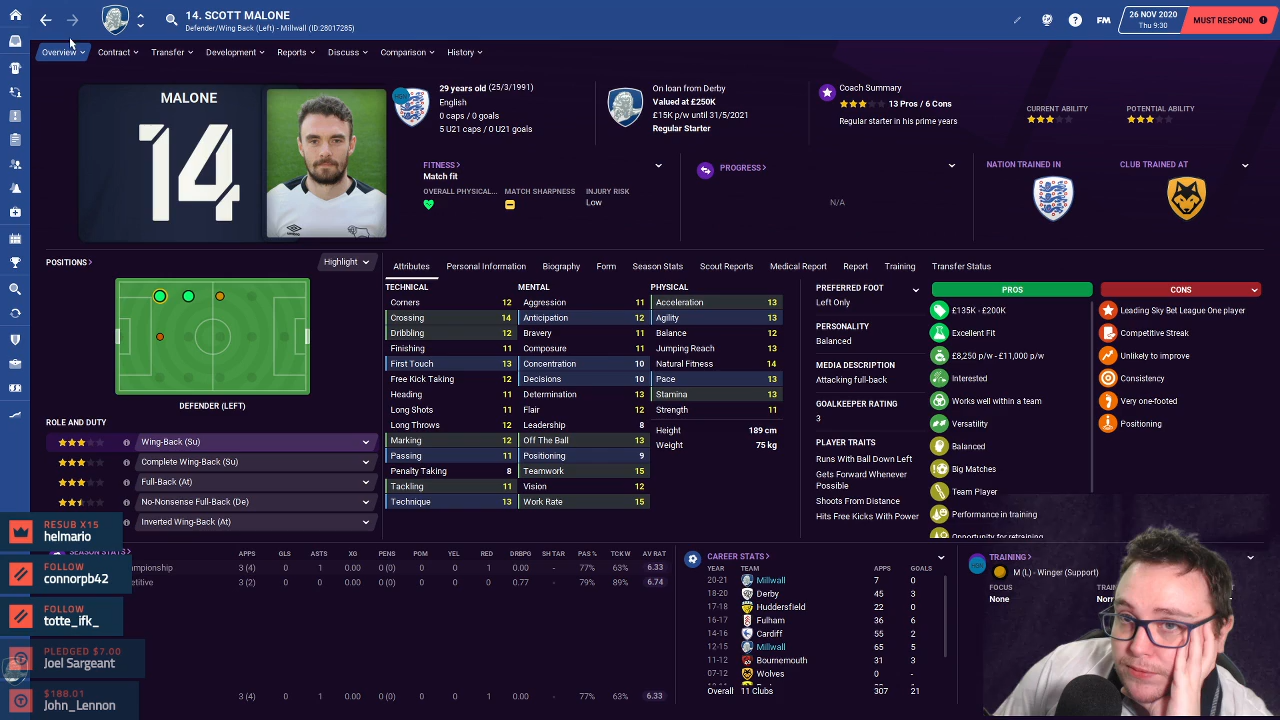 14. SCOTT MALONE
Defender/Wing Back (Left) - Millwall (ID:28017285)
26 NOV 2020
Thu 9:30
MUST RESPOND
FM
Overview
Contract
Transfer
Development
Reports
Discuss
Comparison
History
MALONE
14
29 years old (25/3/1991)
English
0 caps / 0 goals
5 U21 caps / 0 U21 goals
On loan from Derby
Valued at £250K
£15K p/w until 31/5/2021
Regular Starter
Coach Summary
13 Pros / 6 Cons
Regular starter in his prime years
CURRENT ABILITY
POTENTIAL ABILITY
FITNESS
Match fit
OVERALL PHYSICAL...
MATCH SHARPNESS
INJURY RISK
Low
PROGRESS
N/A
NATION TRAINED IN
CLUB TRAINED AT
POSITIONS
Highlight
DEFENDER (LEFT)
ROLE AND DUTY
Wing-Back (Su)
Complete Wing-Back (Su)
Full-Back (At)
No-Nonsense Full-Back (De)
Inverted Wing-Back (At)
Attributes
Personal Information
Biography
Form
Season Stats
Scout Reports
Medical Report
Report
Training
Transfer Status
TECHNICAL
Corners 12
Crossing 14
Dribbling 12
Finishing 11
First Touch 13
Free Kick Taking 12
Heading 11
Long Shots 11
Long Throws 12
Marking 12
Passing 11
Penalty Taking 8
Tackling 11
Technique 13
MENTAL
Aggression 11
Anticipation 12
Bravery 11
Composure 11
Concentration 10
Decisions 10
Determination 13
Flair 12
Leadership 8
Off The Ball 13
Positioning 9
Teamwork 15
Vision 12
Work Rate 15
PHYSICAL
Acceleration 13
Agility 13
Balance 12
Jumping Reach 13
Natural Fitness 14
Pace 13
Stamina 13
Strength 11
Height 189 cm
Weight 75 kg
PREFERRED FOOT
Left Only
PERSONALITY
Balanced
MEDIA DESCRIPTION
Attacking full-back
GOALKEEPER RATING
3
PLAYER TRAITS
Runs With Ball Down Left
Gets Forward Whenever
Possible
Shoots From Distance
Hits Free Kicks With Power
PROS
£135K - £200K
Excellent Fit
£8,250 p/w - £11,000 p/w
Interested
Works well within a team
Versatility
Balanced
Big Matches
Team Player
Performance in training
Opportunity for retraining
CONS
Leading Sky Bet League One player
Competitive Streak
Unlikely to improve
Consistency
Very one-footed
Positioning
RESUB X15
helmario
FOLLOW
connorpb42
FOLLOW
totte_ifk_
PLEDGED $7.00
Joel Sargeant
$188.01
John_Lennon
SEASON STATS
APPS GLS ASTS XG PENS POM YEL RED DRBPG SH TAR PAS % TCK W AV RAT
mpionship 3 (4) 0 1 0.00 0 (0) 0 0 1 0.00 - 77% 63% 6.33
etitive 3 (2) 0 0 0.00 0 (0) 0 0 0 0.77 - 79% 89% 6.74
3 (4) 0 1 0.00 0 (0) 0 0 1 0.00 - 77% 63% 6.33
CAREER STATS
YEAR TEAM APPS GOALS
20-21 Millwall 7 0
18-20 Derby 45 3
17-18 Huddersfield 22 0
16-17 Fulham 36 6
14-16 Cardiff 55 2
12-15 Millwall 65 5
11-12 Bournemouth 31 3
07-12 Wolves 0 -
Overall 11 Clubs 307 21
TRAINING
M (L) - Winger (Support)
FOCUS
None